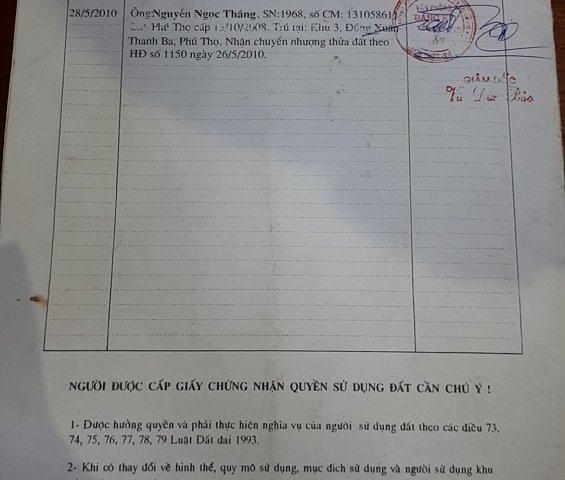 28/5/2010 Ông:Nguyễn Ngọc Thắng, SN:1968, số CM: 131058611
CA Phú Thọ cấp 13/10/2008. Trú tại: Khu 3, Đông Xuân
Thanh Ba, Phú Thọ. Nhận chuyển nhượng thửa đất theo
HĐ số 1150 ngày 26/5/2010.
GIÁM ĐỐC
NGƯỜI ĐƯỢC CẤP GIẤY CHỨNG NHẬN QUYỀN SỬ DỤNG ĐẤT CẦN CHÚ Ý !
1- Được hưởng quyền và phải thực hiện nghĩa vụ của người sử dụng đất theo các điều 73,
74, 75, 76, 77, 78, 79 Luật Đất đai 1993.
2- Khi có thay đổi về hình thể, quy mô sử dụng, mục đích sử dụng và người sử dụng khu